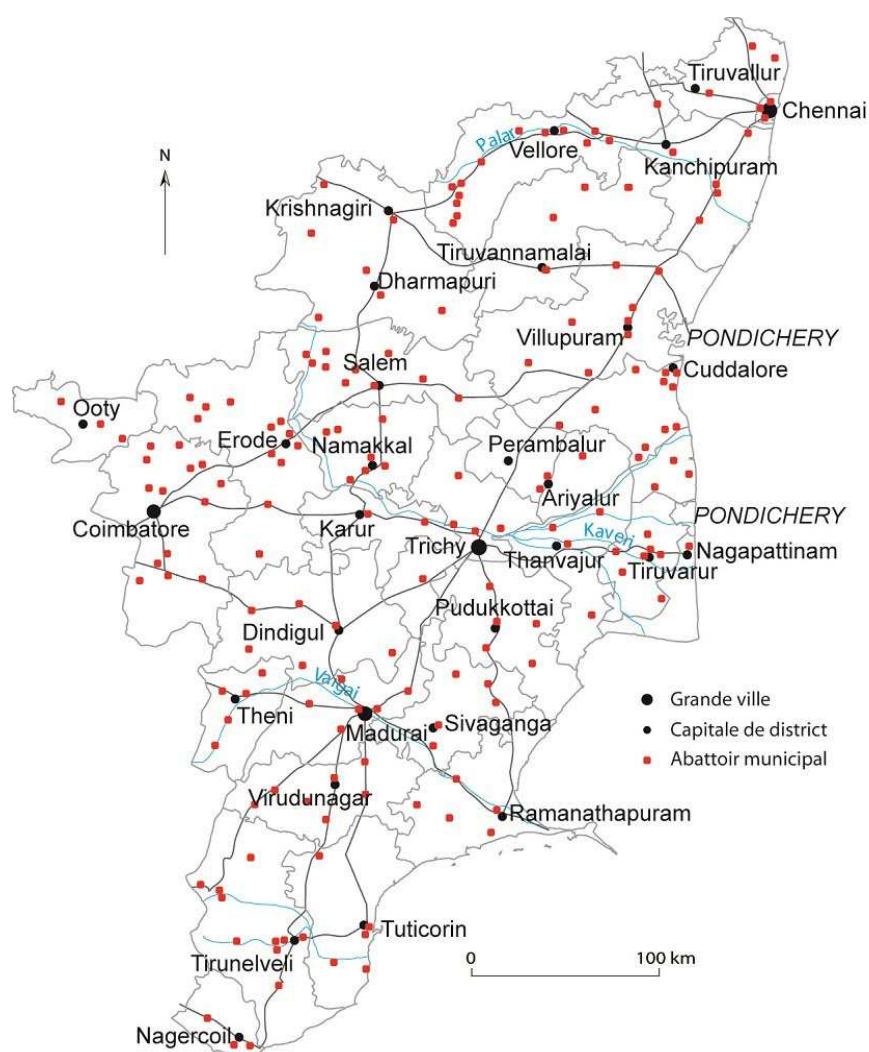 Tiruvallur
Chennai
Palar
Vellore
Kanchipuram
N
Krishnagiri
Tiruvannamalai
Dharmapuri
Villupuram
PONDICHERY
Salem
Cuddalore
Ooty
Erode
Namakkal
Perambalur
Ariyalur
Coimbatore
Karur
PONDICHERY
Kaveri
Trichy
Thanvajur
Nagapattinam
Tiruvarur
Pudukkottai
Dindigul
Vaigai
Grande ville
Theni
Madurai
Sivaganga
Capitale de district
Abattoir municipal
Virudunagar
Ramanathapuram
Tuticorin
Tirunelveli
0 100 km
Nagercoil